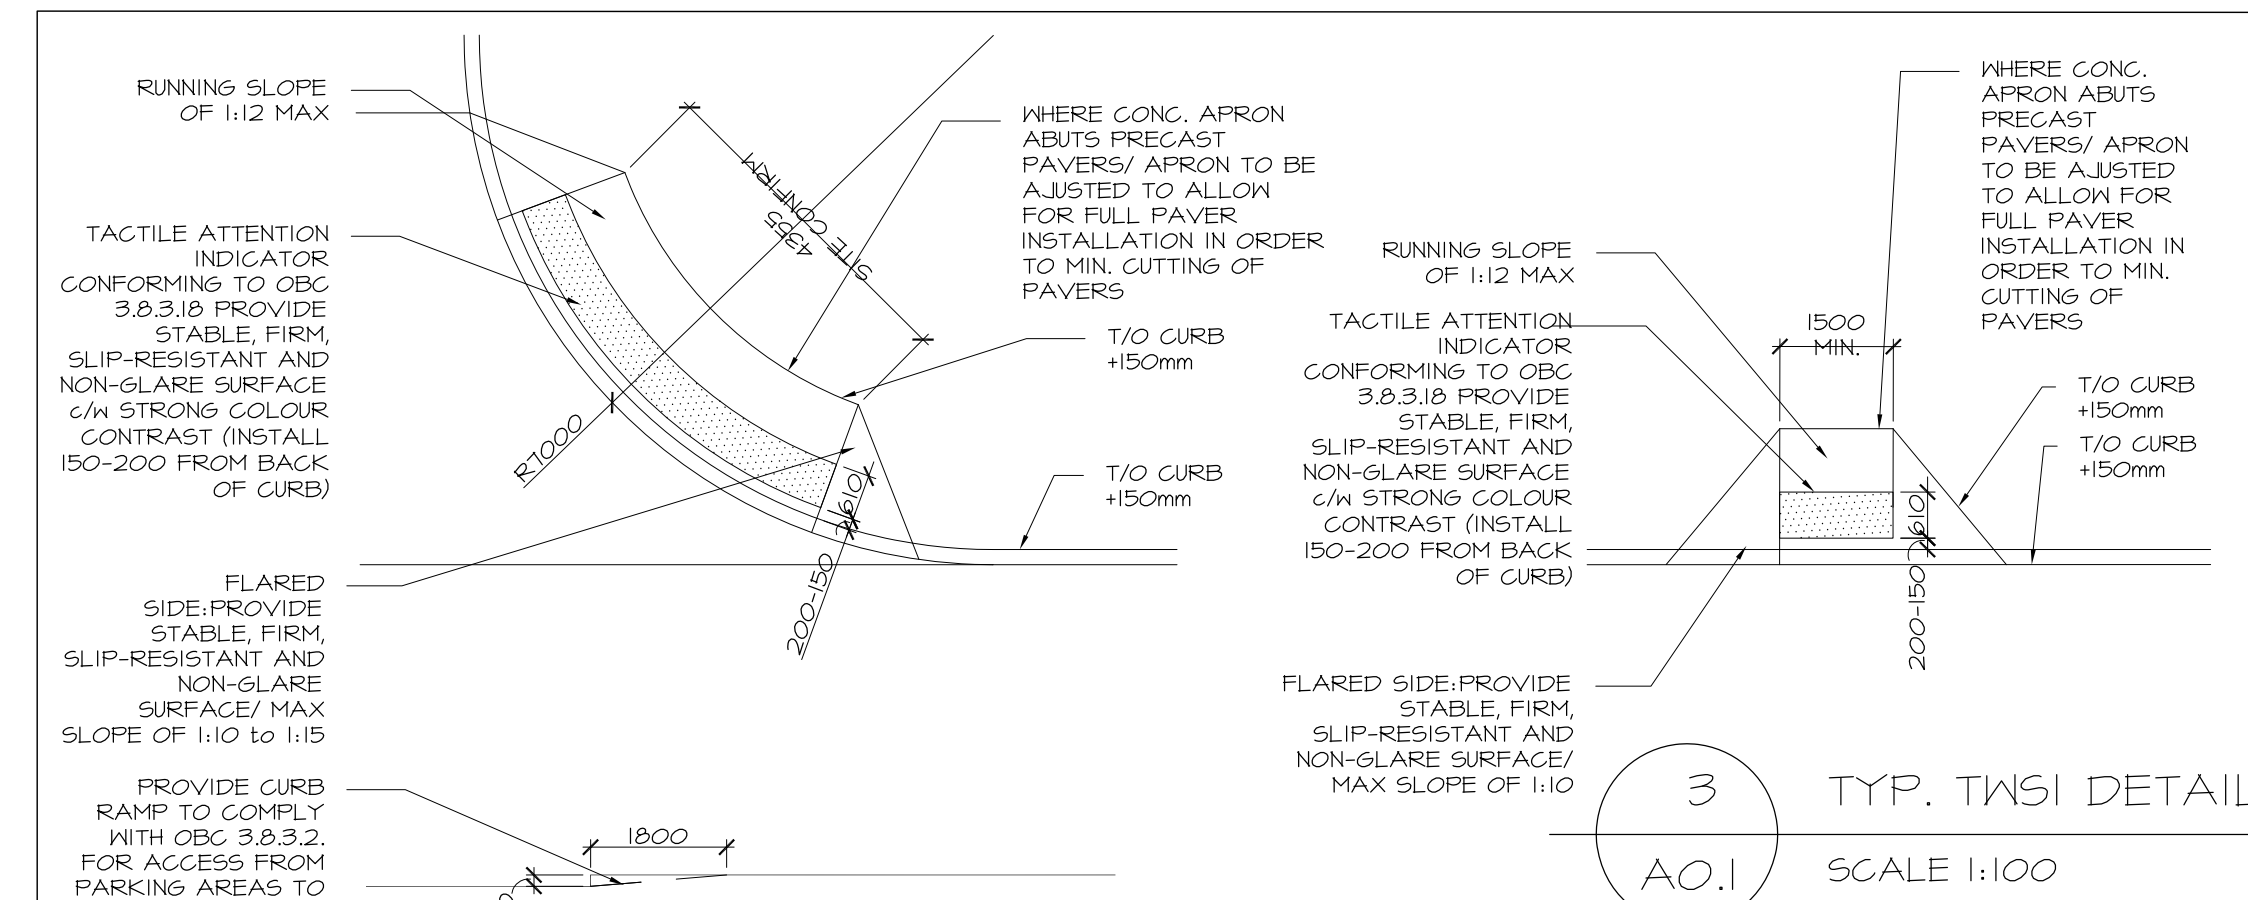 RUNNING SLOPE
OF 1:12 MAX
TACTILE ATTENTION
INDICATOR
CONFORMING TO OBC
3.8.3.18 PROVIDE
STABLE, FIRM,
SLIP-RESISTANT AND
NON-GLARE SURFACE
c/w STRONG COLOUR
CONTRAST (INSTALL
150-200 FROM BACK
OF CURB)
FLARED
SIDE:PROVIDE
STABLE, FIRM,
SLIP-RESISTANT AND
NON-GLARE
SURFACE/ MAX
SLOPE OF 1:10 to 1:15
PROVIDE CURB
RAMP TO COMPLY
WITH OBC 3.8.3.2.
FOR ACCESS FROM
PARKING AREAS TO
4355
SITE CONFIRM
R7000
610
200-150
1800
WHERE CONC. APRON
ABUTS PRECAST
PAVERS/ APRON TO BE
AJUSTED TO ALLOW
FOR FULL PAVER
INSTALLATION IN ORDER
TO MIN. CUTTING OF
PAVERS
T/O CURB
+150mm
T/O CURB
+150mm
RUNNING SLOPE
OF 1:12 MAX
TACTILE ATTENTION
INDICATOR
CONFORMING TO OBC
3.8.3.18 PROVIDE
STABLE, FIRM,
SLIP-RESISTANT AND
NON-GLARE SURFACE
c/w STRONG COLOUR
CONTRAST (INSTALL
150-200 FROM BACK
OF CURB)
FLARED SIDE:PROVIDE
STABLE, FIRM,
SLIP-RESISTANT AND
NON-GLARE SURFACE/
MAX SLOPE OF 1:10
1500
MIN.
610
200-150
WHERE CONC.
APRON ABUTS
PRECAST
PAVERS/ APRON
TO BE AJUSTED
TO ALLOW FOR
FULL PAVER
INSTALLATION IN
ORDER TO MIN.
CUTTING OF
PAVERS
T/O CURB
+150mm
T/O CURB
+150mm
3
A0.1
TYP. TWSI DETAIL
SCALE 1:100